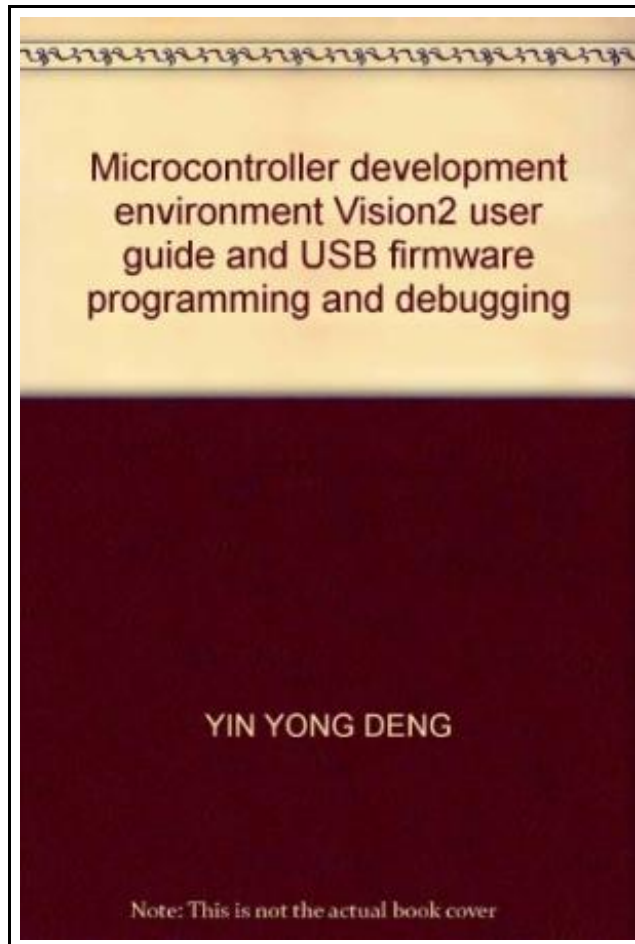 Microcontroller development
environment Vision2 user
guide and USB firmware
programming and debugging
YIN YONG DENG
Note: This is not the actual book cover